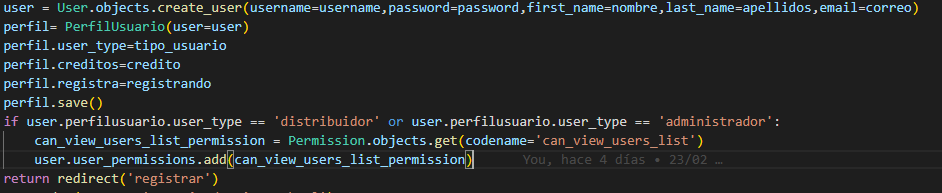 user = User.objects.create_user(username=username,password=password,first_name=nombre,last_name=apellidos,email=correo)
perfil= PerfilUsuario(user=user)
perfil.user_type=tipo_usuario
perfil.creditos=credito
perfil.registra=registrando
perfil.save()
if user.perfilusuario.user_type == 'distribuidor' or user.perfilusuario.user_type == 'administrador':
    can_view_users_list_permission = Permission.objects.get(codename='can_view_users_list')
    user.user_permissions.add(can_view_users_list_permission) You, hace 4 días • 23/02 …
return redirect('registrar')